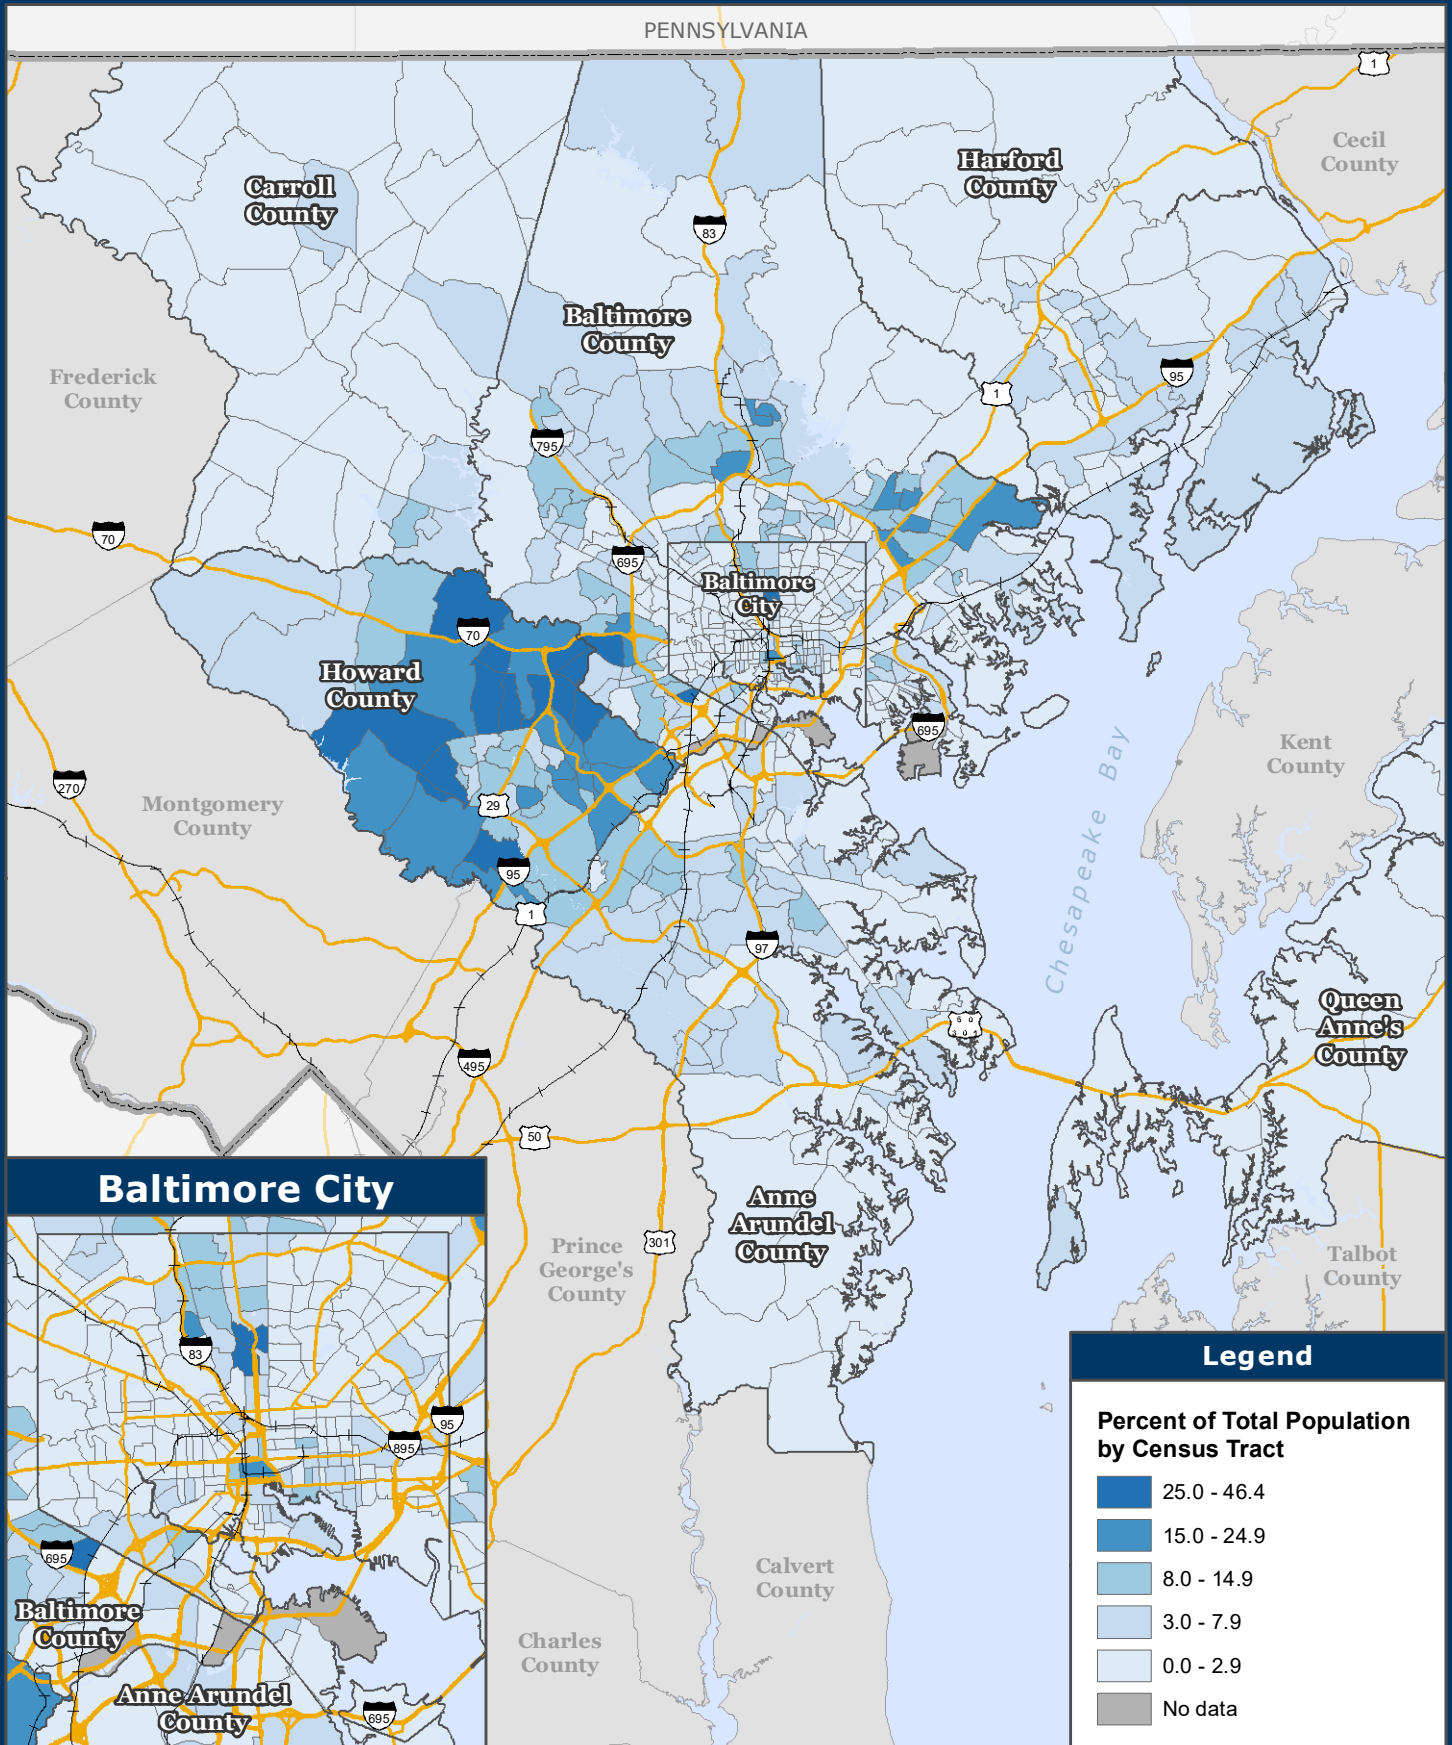 PENNSYLVANIA
1
Cecil
County
Harford
County
Carroll
County
83
Baltimore
County
Frederick
County
95
1
795
70
695
Baltimore
City
70
Howard
County
695
Kent
County
270
Montgomery
County
29
Chesapeake Bay
95
1
97
Queen
Anne's
County
60
301
495
50
Anne
Arundel
County
301
Prince
George's
County
Talbot
County
Calvert
County
Charles
County
Baltimore City
83
95
895
695
Baltimore
County
Anne Arundel
County
695
Legend
Percent of Total Population
by Census Tract
25.0 - 46.4
15.0 - 24.9
8.0 - 14.9
3.0 - 7.9
0.0 - 2.9
No data